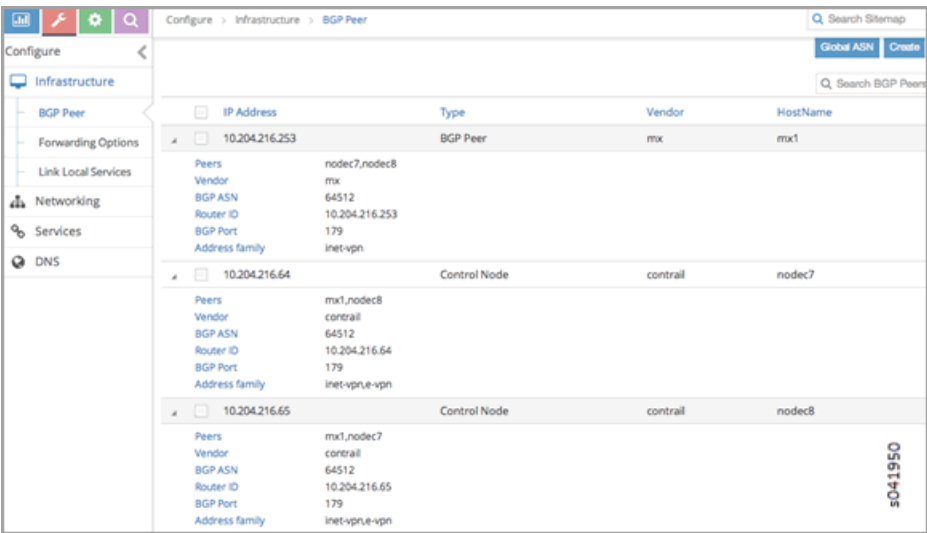 Configure > Infrastructure > BGP Peer
Search Sitemap
Configure
Global ASN Create
Infrastructure
Search BGP Peers
BGP Peer
Forwarding Options
Link Local Services
Networking
Services
DNS
IP Address Type Vendor HostName
10.204.216.253 BGP Peer mx mx1
Peers nodec7,nodec8
Vendor mx
BGP ASN 64512
Router ID 10.204.216.253
BGP Port 179
Address family inet-vpn
10.204.216.64 Control Node contrail nodec7
Peers mx1,nodec8
Vendor contrail
BGP ASN 64512
Router ID 10.204.216.64
BGP Port 179
Address family inet-vpn,e-vpn
10.204.216.65 Control Node contrail nodec8
Peers mx1,nodec7
Vendor contrail
BGP ASN 64512
Router ID 10.204.216.65
BGP Port 179
Address family inet-vpn,e-vpn
s041950